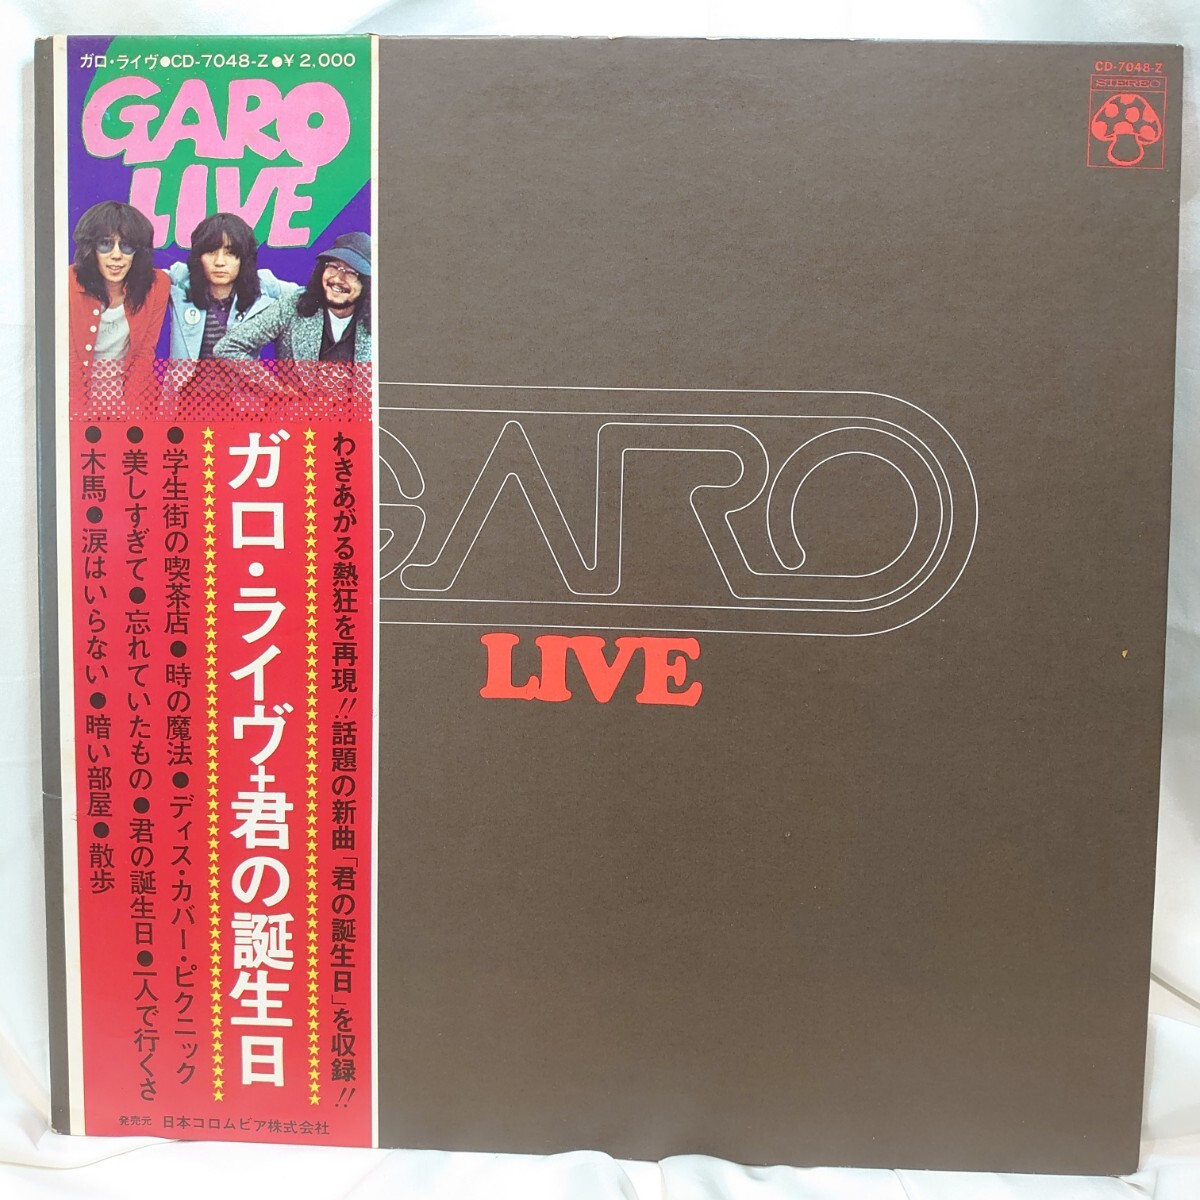 ガロ・ライヴ●CD-7048-Z●¥2,000
GARO
LIVE
わきあがる熱狂を再現!!話題の新曲「君の誕生日」を収録!!
ガロ・ライヴ+君の誕生日
●学生街の喫茶店●時の魔法●ディス・カバー・ピクニック
●美しすぎて●忘れていたもの●君の誕生日●一人で行くさ
●木馬●涙はいらない●暗い部屋●散歩
発売元 日本コロムビア株式会社
CD-7048-Z
STEREO
GARO
LIVE